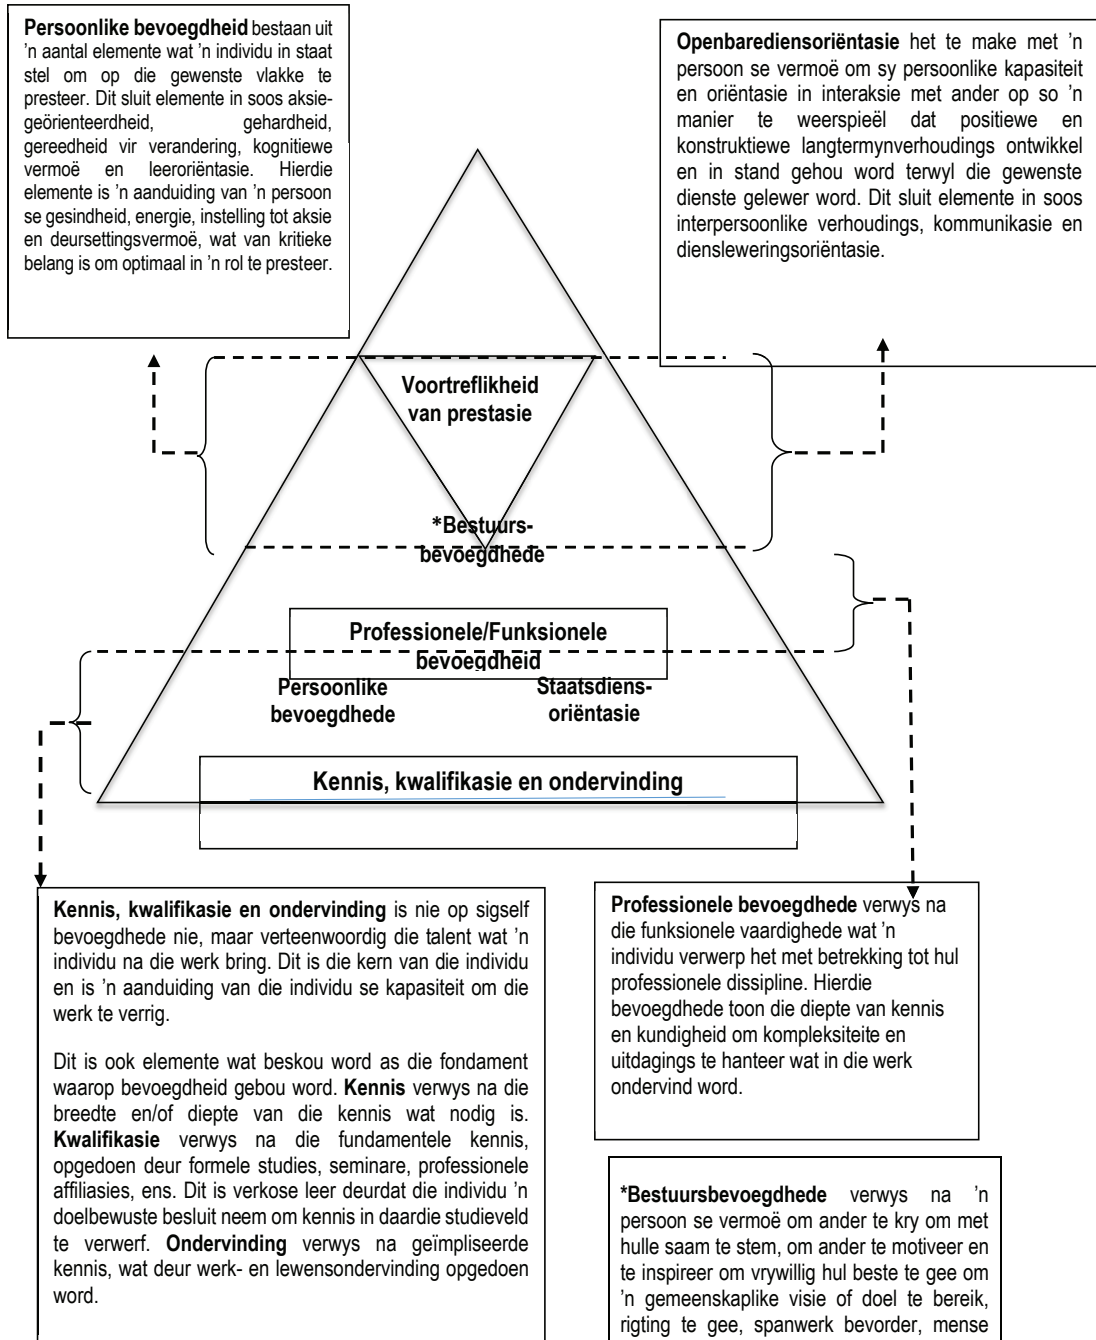 Persoonlike bevoegdheid bestaan uit
'n aantal elemente wat 'n individu in staat
stel om op die gewenste vlakke te
presteer. Dit sluit elemente in soos aksie-
geörienteerdheid, gehardheid,
gereedheid vir verandering, kognitiewe
vermoë en leeroriëntasie. Hierdie
elemente is 'n aanduiding van 'n persoon
se gesindheid, energie, instelling tot aksie
en deursettingsvermoë, wat van kritieke
belang is om optimaal in 'n rol te presteer.
Openbarediensoriëntasie het te make met 'n
persoon se vermoë om sy persoonlike kapasiteit
en oriëntasie in interaksie met ander op so 'n
manier te weerspieël dat positiewe en
konstruktiewe langtermynverhoudings ontwikkel
en in stand gehou word terwyl die gewenste
dienste gelewer word. Dit sluit elemente in soos
interpersoonlike verhoudings, kommunikasie en
diensleweringsoriëntasie.
Voortreflikheid
van prestasie
*Bestuurs-
bevoegdhede
Professionele/Funksionele
bevoegdheid
Persoonlike
bevoegdhede
Staatsdiens-
oriëntasie
Kennis, kwalifikasie en ondervinding
Kennis, kwalifikasie en ondervinding is nie op sigself
bevoegdhede nie, maar verteenwoordig die talent wat 'n
individu na die werk bring. Dit is die kern van die individu
en is 'n aanduiding van die individu se kapasiteit om die
werk te verrig.
Dit is ook elemente wat beskou word as die fondament
waarop bevoegdheid gebou word. Kennis verwys na die
breedte en/of diepte van die kennis wat nodig is.
Kwalifikasie verwys na die fundamentele kennis,
opgedoen deur formele studies, seminare, professionele
affiliasies, ens. Dit is verkose leer deurdat die individu 'n
doelbewuste besluit neem om kennis in daardie studieveld
te verwerf. Ondervinding verwys na geïmpliseerde
kennis, wat deur werk- en lewensondervinding opgedoen
word.
Professionele bevoegdhede verwys na
die funksionele vaardighede wat 'n
individu verwerp het met betrekking tot hul
professionele dissipline. Hierdie
bevoegdhede toon die diepte van kennis
en kundigheid om kompleksiteite en
uitdagings te hanteer wat in die werk
ondervind word.
*Bestuursbevoegdhede verwys na 'n
persoon se vermoë om ander te kry om met
hulle saam te stem, om ander te motiveer en
te inspireer om vrywillig hul beste te gee om
'n gemeenskaplike visie of doel te bereik,
rigting te gee, spanwerk bevorder, mense